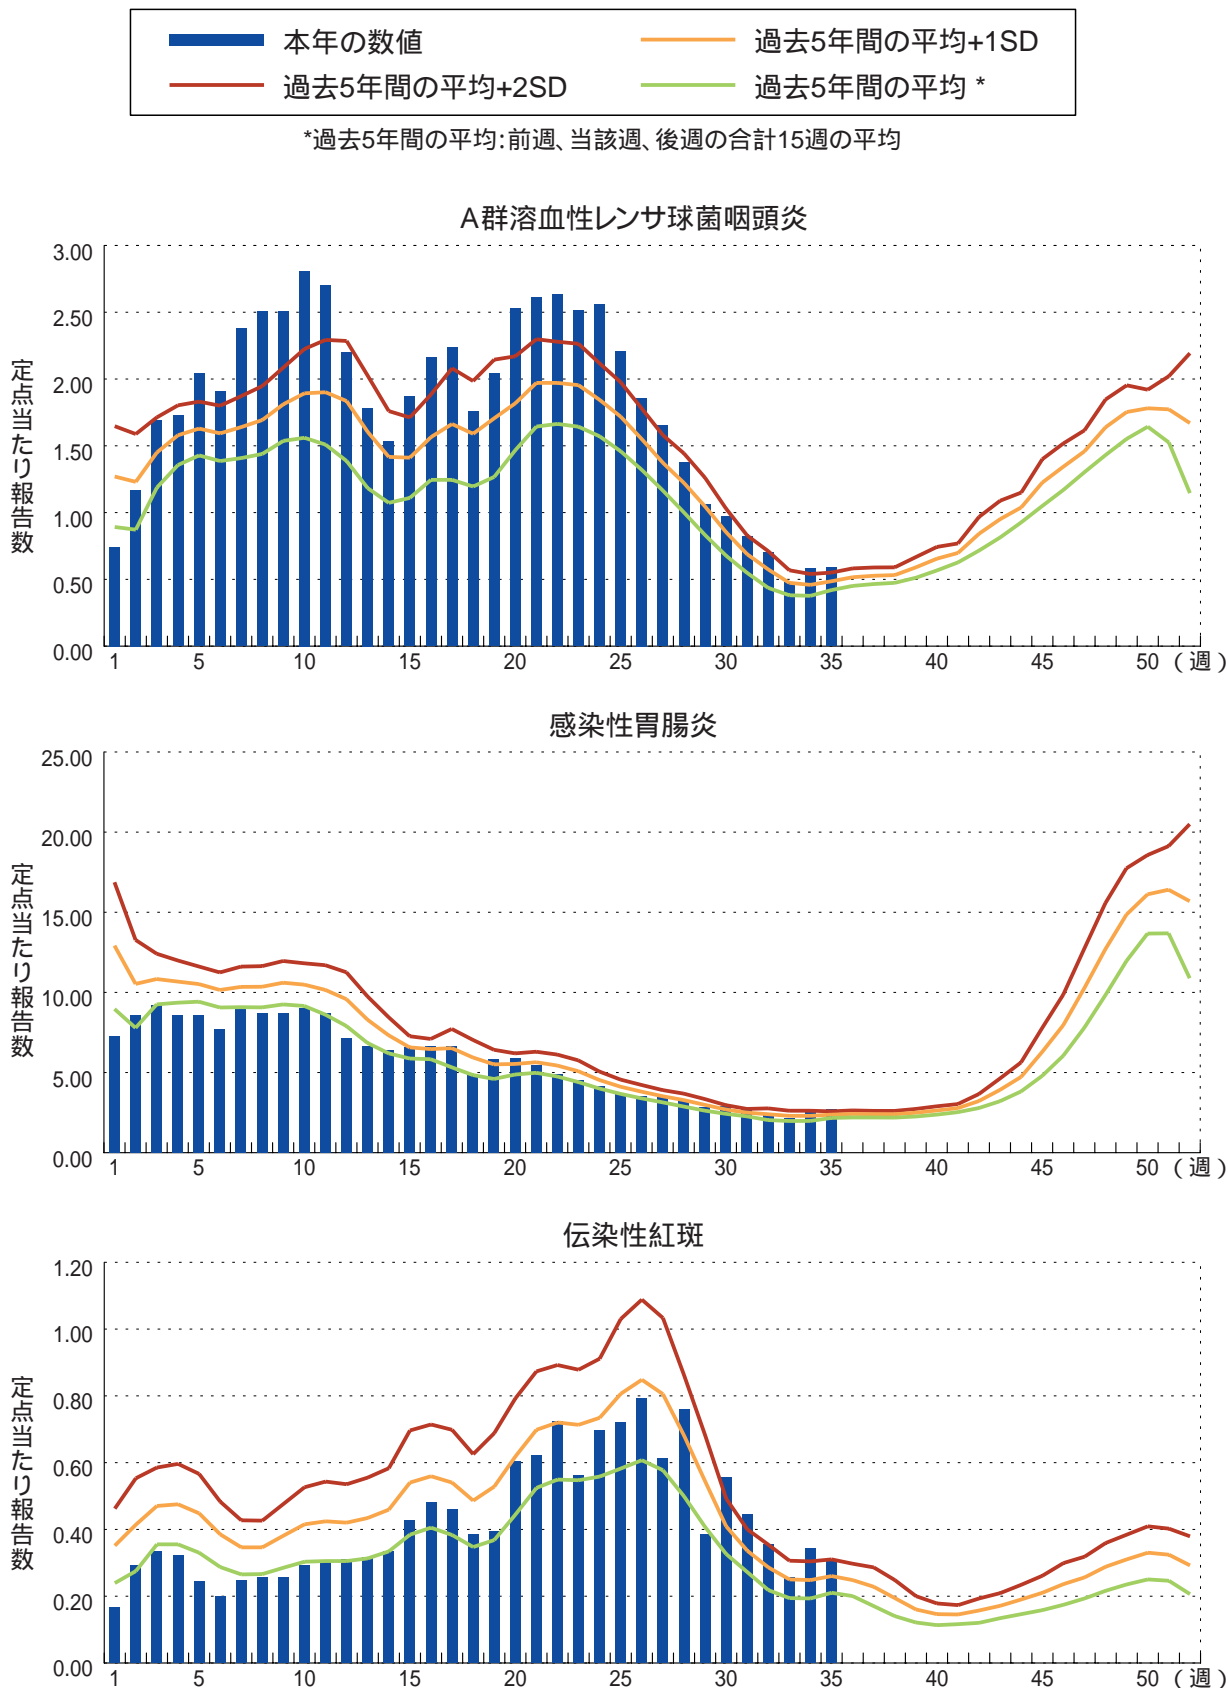 本年の数値
過去5年間の平均+1SD
過去5年間の平均+2SD
過去5年間の平均 *
*過去5年間の平均:前週、当該週、後週の合計15週の平均
A群溶血性レンサ球菌咽頭炎
定点当たり報告数
3.00
2.50
2.00
1.50
1.00
0.50
0.00
1 5 10 15 20 25 30 35 40 45 50 (週)
感染性胃腸炎
定点当たり報告数
25.00
20.00
15.00
10.00
5.00
0.00
1 5 10 15 20 25 30 35 40 45 50 (週)
伝染性紅斑
定点当たり報告数
1.20
1.00
0.80
0.60
0.40
0.20
0.00
1 5 10 15 20 25 30 35 40 45 50 (週)